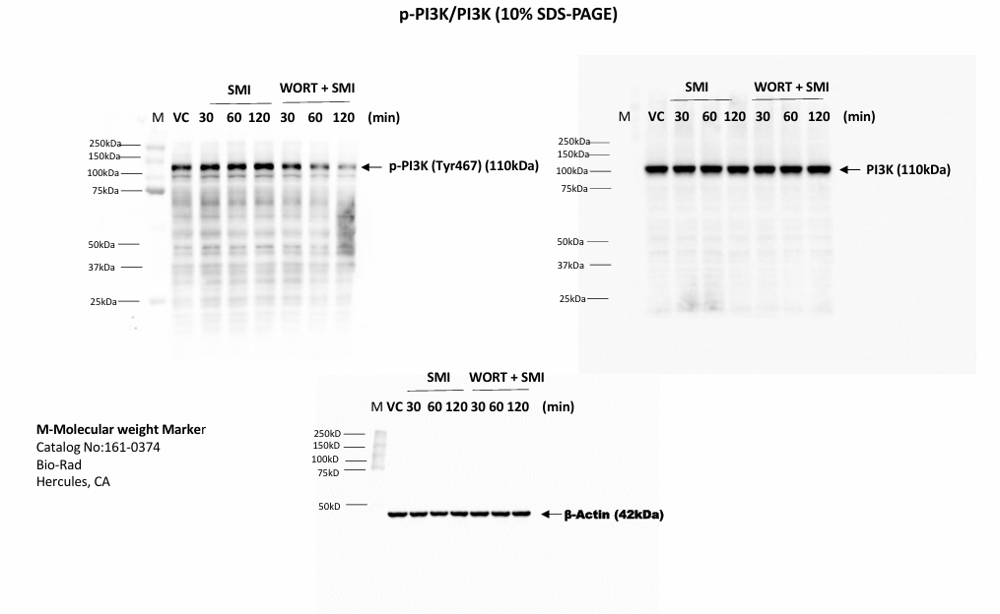 p-PI3K/PI3K (10% SDS-PAGE)
SMI WORT + SMI
M VC 30 60 120 30 60 120 (min)
250kDa
150kDa
100kDa
75kDa
50kDa
37kDa
25kDa
p-PI3K (Tyr467) (110kDa)
SMI WORT + SMI
M VC 30 60 120 30 60 120 (min)
250kDa
150kDa
100kDa
75kDa
50kDa
37kDa
25kDa
PI3K (110kDa)
SMI WORT + SMI
M VC 30 60 120 30 60 120 (min)
250kD
150kD
100kD
75kD
50kD
β-Actin (42kDa)
M-Molecular weight Marker
Catalog No:161-0374
Bio-Rad
Hercules, CA